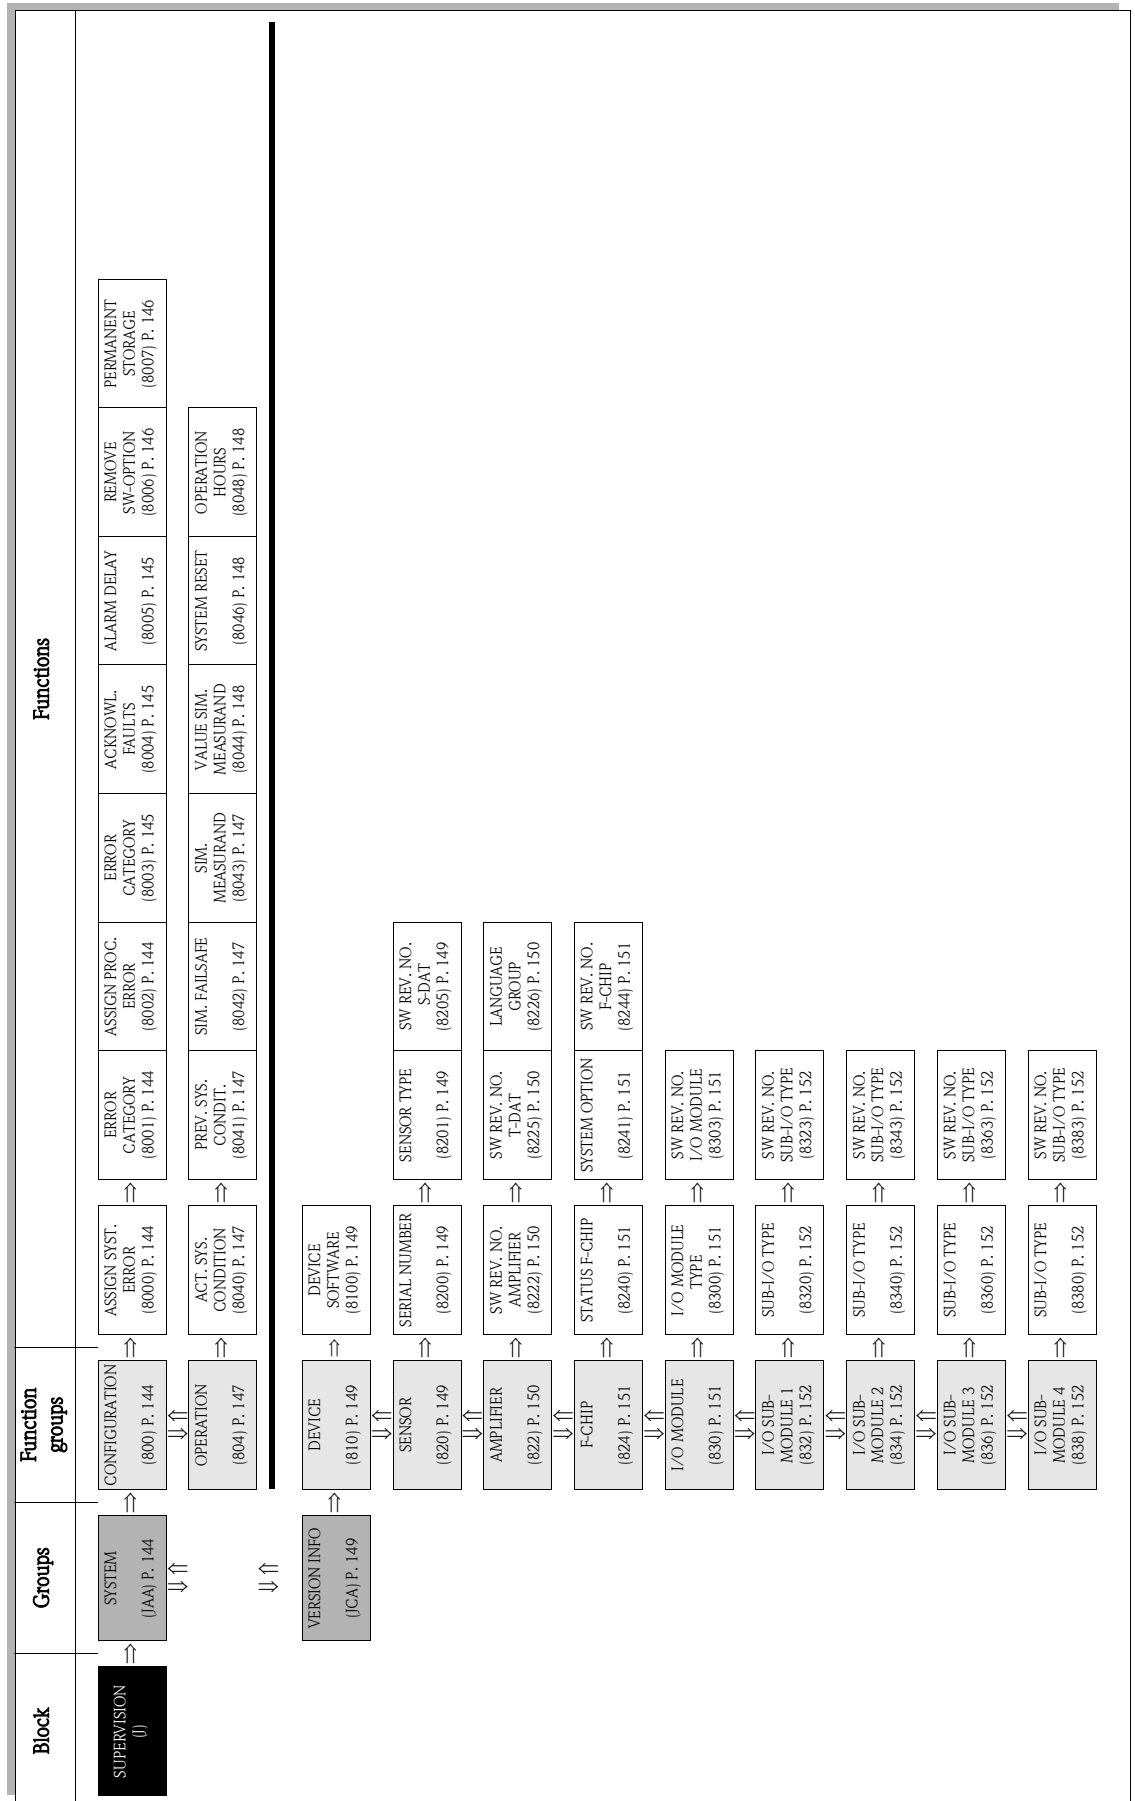 Block
Groups
Function
groups
Functions
SUPERVISION
(J)
⇒
SYSTEM
(JAA) P. 144
⇒
CONFIGURATION
(800) P. 144
⇒
ASSIGN SYST.
ERROR
(8000) P. 144
⇒
ERROR
CATEGORY
(8001) P. 144
ASSIGN PROC.
ERROR
(8002) P. 144
ERROR
CATEGORY
(8003) P. 145
ACKNOWL.
FAULTS
(8004) P. 145
ALARM DELAY
(8005) P. 145
REMOVE
SW-OPTION
(8006) P. 146
PERMANENT
STORAGE
(8007) P. 146
OPERATION
(804) P. 147
⇒
ACT. SYS.
CONDITION
(8040) P. 147
⇒
PREV. SYS.
CONDIT.
(8041) P. 147
SIM. FAILSAFE
(8042) P. 147
SIM.
MEASURAND
(8043) P. 147
VALUE SIM.
MEASURAND
(8044) P. 148
SYSTEM RESET
(8046) P. 148
OPERATION
HOURS
(8048) P. 148
VERSION INFO
(JCA) P. 149
⇒
DEVICE
(810) P. 149
⇒
DEVICE
SOFTWARE
(8100) P. 149
SENSOR
(820) P. 149
⇒
SERIAL NUMBER
(8200) P. 149
⇒
SENSOR TYPE
(8201) P. 149
SW REV. NO.
S-DAT
(8205) P. 149
AMPLIFIER
(822) P. 150
⇒
SW REV. NO.
AMPLIFIER
(8222) P. 150
⇒
SW REV. NO.
T-DAT
(8225) P. 150
LANGUAGE
GROUP
(8226) P. 150
F-CHIP
(824) P. 151
⇒
STATUS F-CHIP
(8240) P. 151
⇒
SYSTEM OPTION
(8241) P. 151
SW REV. NO.
F-CHIP
(8244) P. 151
I/O MODULE
(830) P. 151
⇒
I/O MODULE
TYPE
(8300) P. 151
⇒
SW REV. NO.
I/O MODULE
(8303) P. 151
I/O SUB-
MODULE 1
(832) P. 152
⇒
SUB-I/O TYPE
(8320) P. 152
⇒
SW REV. NO.
SUB-I/O TYPE
(8323) P. 152
I/O SUB-
MODULE 2
(834) P. 152
⇒
SUB-I/O TYPE
(8340) P. 152
⇒
SW REV. NO.
SUB-I/O TYPE
(8343) P. 152
I/O SUB-
MODULE 3
(836) P. 152
⇒
SUB-I/O TYPE
(8360) P. 152
⇒
SW REV. NO.
SUB-I/O TYPE
(8363) P. 152
I/O SUB-
MODULE 4
(838) P. 152
⇒
SUB-I/O TYPE
(8380) P. 152
⇒
SW REV. NO.
SUB-I/O TYPE
(8383) P. 152